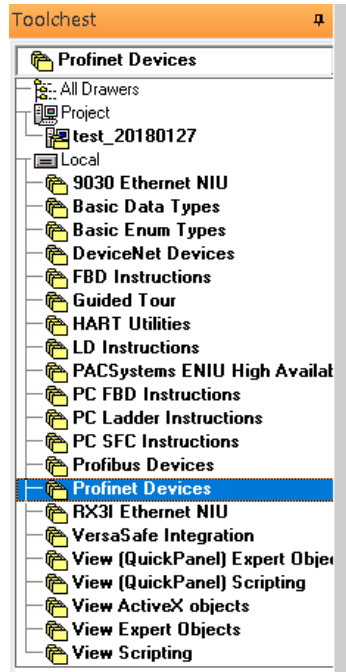 Toolchest
Profinet Devices
All Drawers
Project
test_20180127
Local
9030 Ethernet NIU
Basic Data Types
Basic Enum Types
DeviceNet Devices
FBD Instructions
Guided Tour
HART Utilities
LD Instructions
PACSystems ENIU High Availab
PC FBD Instructions
PC Ladder Instructions
PC SFC Instructions
Profibus Devices
Profinet Devices
RX3I Ethernet NIU
VersaSafe Integration
View (QuickPanel) Expert Objec
View (QuickPanel) Scripting
View ActiveX objects
View Expert Objects
View Scripting